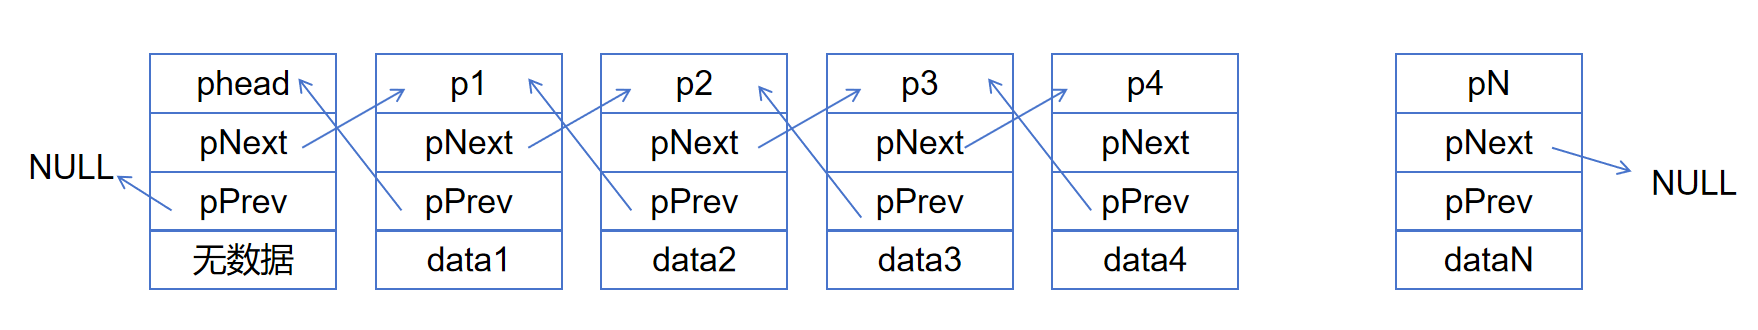 phead p1 p2 p3 p4 pN
pNext pNext pNext pNext pNext pNext
NULL
NULL
pPrev pPrev pPrev pPrev pPrev pPrev
无数据 data1 data2 data3 data4 dataN